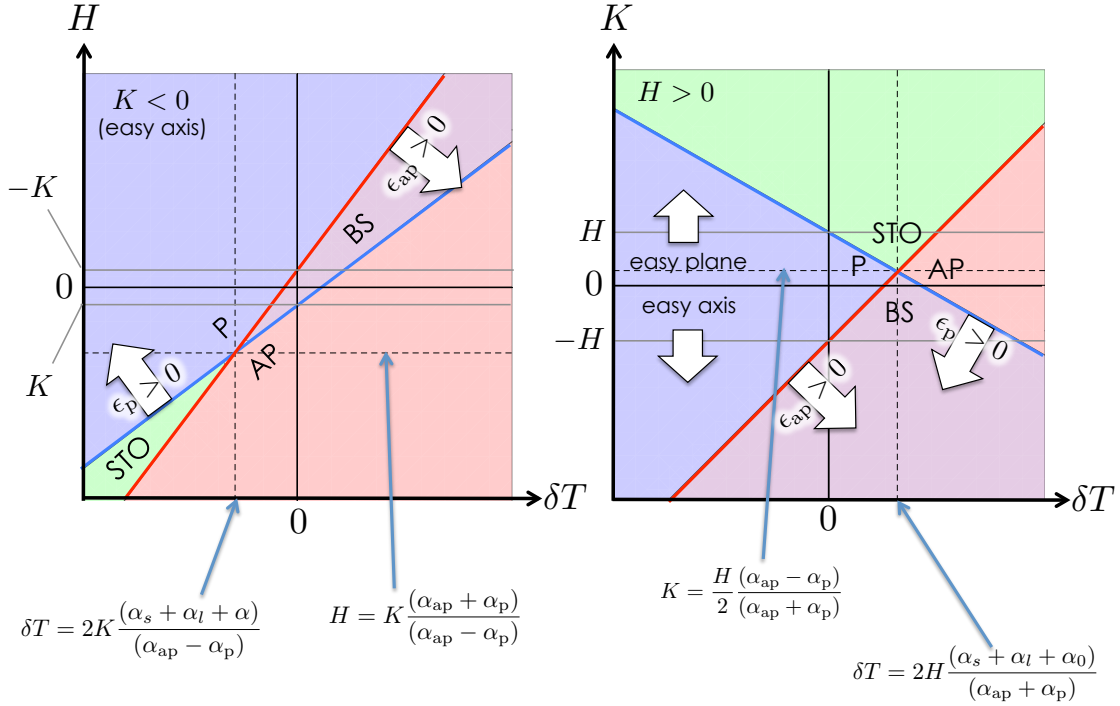 H
K < 0
(easy axis)
ϵ_ap > 0
−K
BS
0
P
AP
K
ϵ_p > 0
STO
δT
0
δT = 2K (α_s + α_l + α) / (α_ap − α_p)
H = K (α_ap + α_p) / (α_ap − α_p)
K
H > 0
H
STO
easy plane
P
AP
0
easy axis
BS
ϵ_p > 0
−H
ϵ_ap > 0
δT
0
K = H/2 (α_ap − α_p) / (α_ap + α_p)
δT = 2H (α_s + α_l + α_0) / (α_ap + α_p)